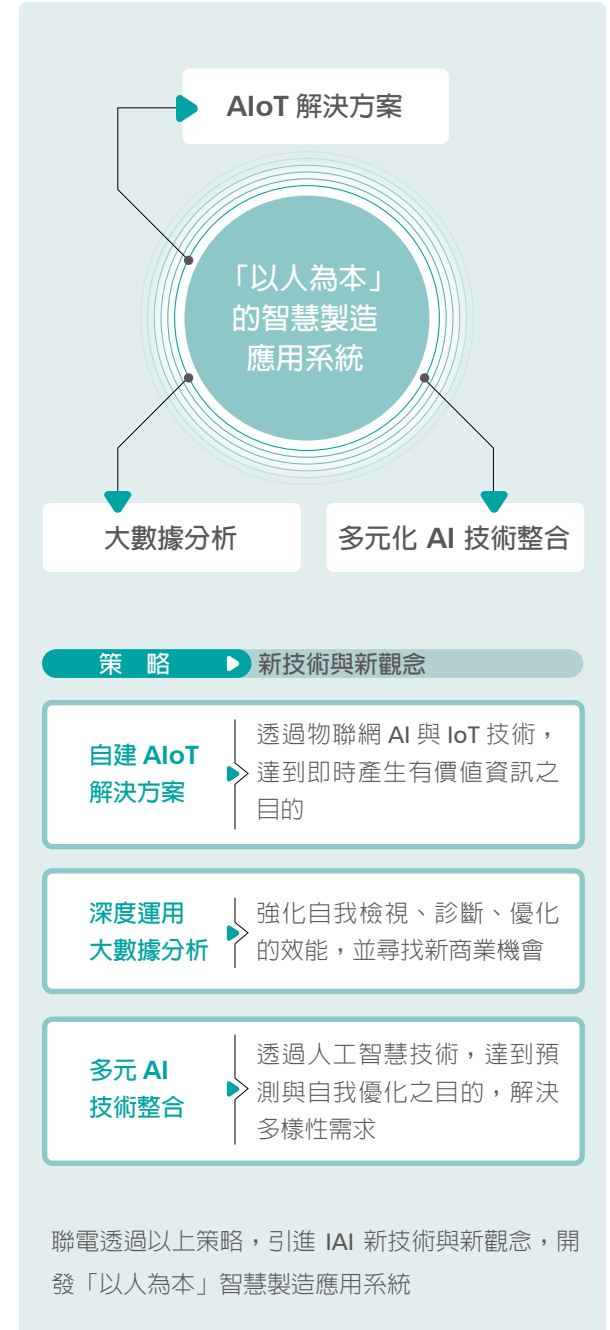 AIoT 解決方案
「以人為本」
的智慧製造
應用系統
大數據分析
多元化 AI 技術整合
策 略
新技術與新觀念
自建 AIoT
解決方案
透過物聯網 AI 與 IoT 技術，
達到即時產生有價值資訊之
目的
深度運用
大數據分析
強化自我檢視、診斷、優化
的效能，並尋找新商業機會
多元 AI
技術整合
透過人工智慧技術，達到預
測與自我優化之目的，解決
多樣性需求
聯電透過以上策略，引進 IAI 新技術與新觀念，開
發「以人為本」智慧製造應用系統